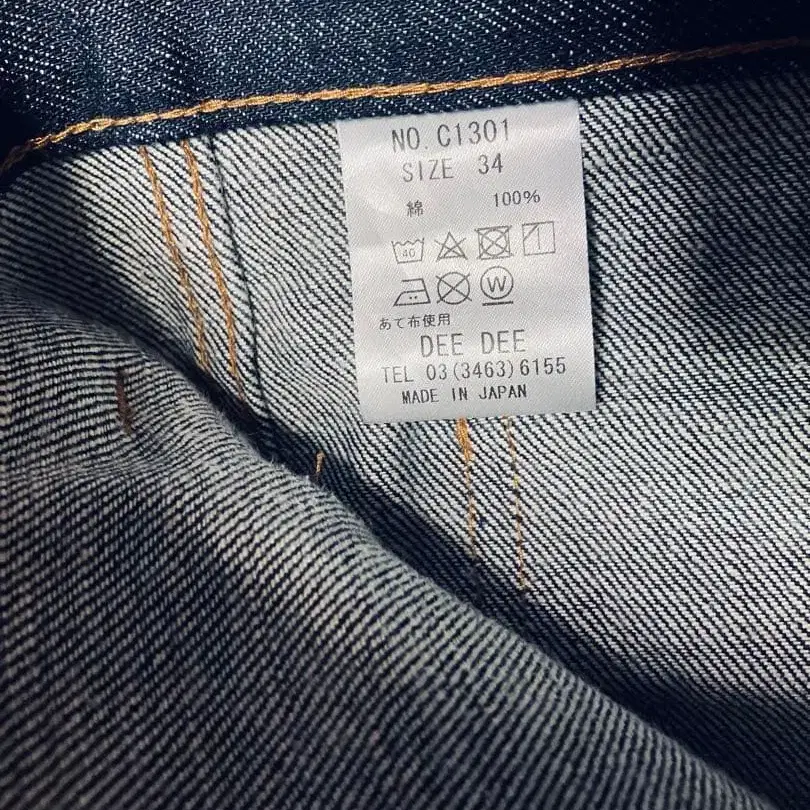 NO. C1301
SIZE 34
綿 100%
40
W
あて布使用
DEE DEE
TEL 03(3463)6155
MADE IN JAPAN